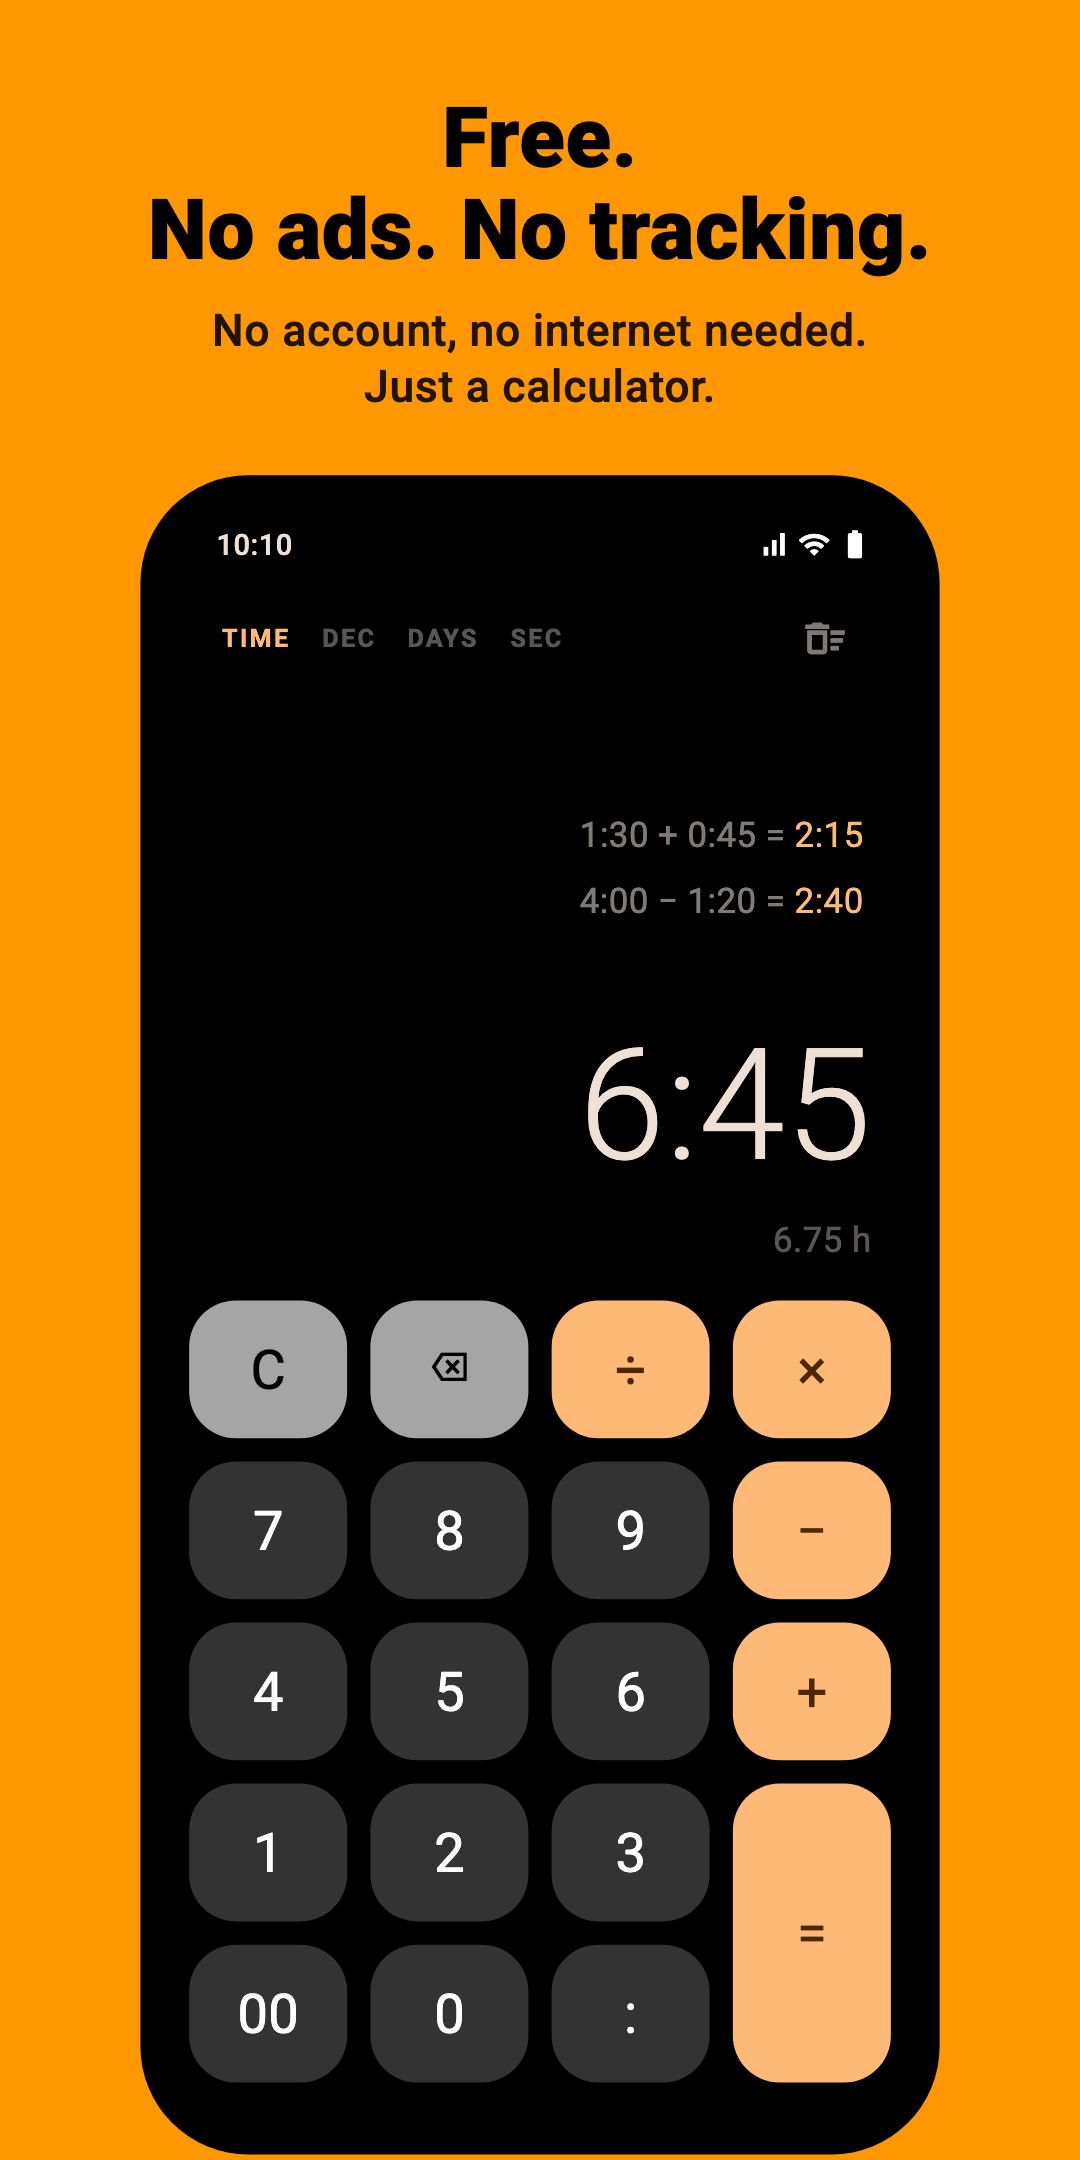 Free.
No ads. No tracking.
No account, no internet needed.
Just a calculator.
10:10
TIME DEC DAYS SEC
1:30 + 0:45 = 2:15
4:00 − 1:20 = 2:40
6:45
6.75 h
C ÷ ×
7 8 9 −
4 5 6 +
1 2 3
=
00 0 :